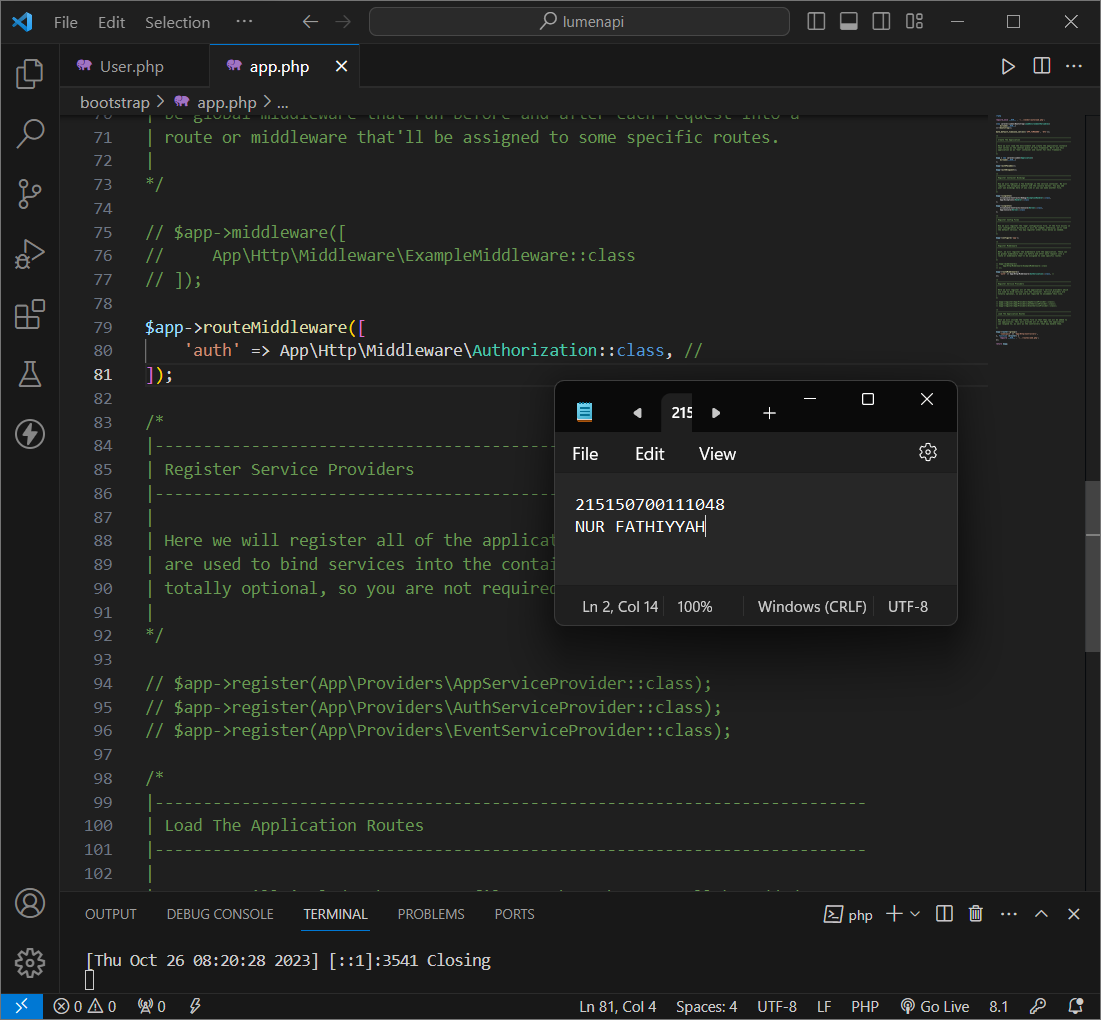 File Edit Selection ··· lumenapi
User.php app.php
bootstrap > app.php > ...
70 | be global middleware that run before and after each request into a
71 | route or middleware that'll be assigned to some specific routes.
72 |
73 */
74
75 // $app->middleware([
76 //     App\Http\Middleware\ExampleMiddleware::class
77 // ]);
78
79 $app->routeMiddleware([
80     'auth' => App\Http\Middleware\Authorization::class, //
81 ]);
82
83 /*
84 |------------------------------------------
85 | Register Service Providers
86 |------------------------------------------
87 |
88 | Here we will register all of the
89 | are used to bind services into the
90 | totally optional, so you are not required
91 |
92 */
93
94 // $app->register(App\Providers\AppServiceProvider::class);
95 // $app->register(App\Providers\AuthServiceProvider::class);
96 // $app->register(App\Providers\EventServiceProvider::class);
97
98 /*
99 |--------------------------------------------------------------------------
100 | Load The Application Routes
101 |--------------------------------------------------------------------------
102 |
215
File Edit View
215150700111048
NUR FATHIYYAH
Ln 2, Col 14 100% Windows (CRLF) UTF-8
OUTPUT DEBUG CONSOLE TERMINAL PROBLEMS PORTS php
[Thu Oct 26 08:20:28 2023] [::1]:3541 Closing
0 0 0 Ln 81, Col 4 Spaces: 4 UTF-8 LF PHP Go Live 8.1